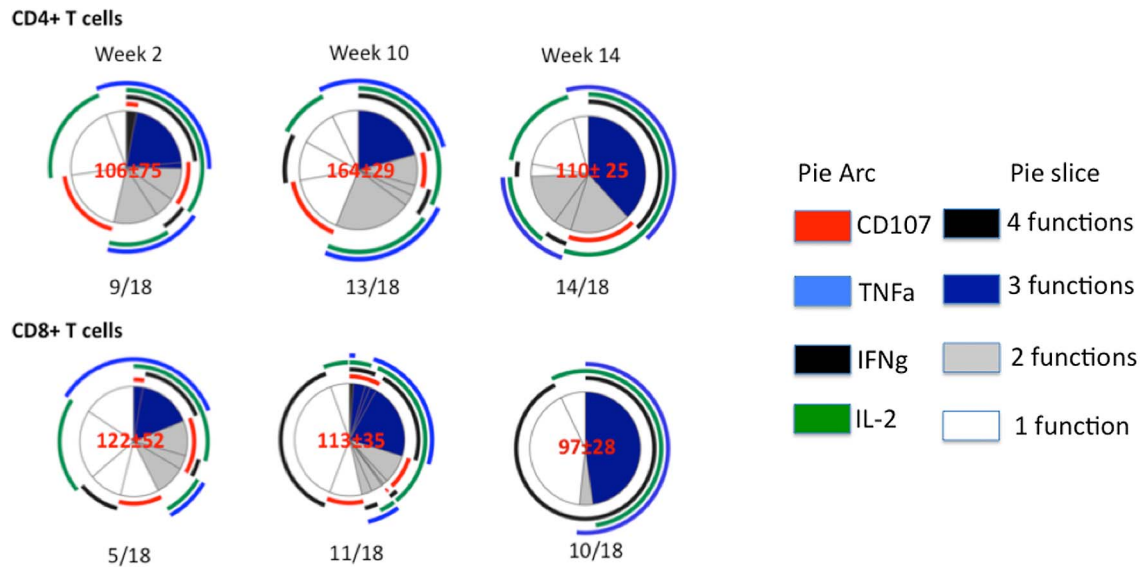 CD4+ T cells
Week 2
Week 10
Week 14
106±75
164±29
110± 25
9/18
13/18
14/18
CD8+ T cells
122±52
113±35
97±28
5/18
11/18
10/18
Pie Arc
Pie slice
CD107
4 functions
TNFa
3 functions
IFNg
2 functions
IL-2
1 function